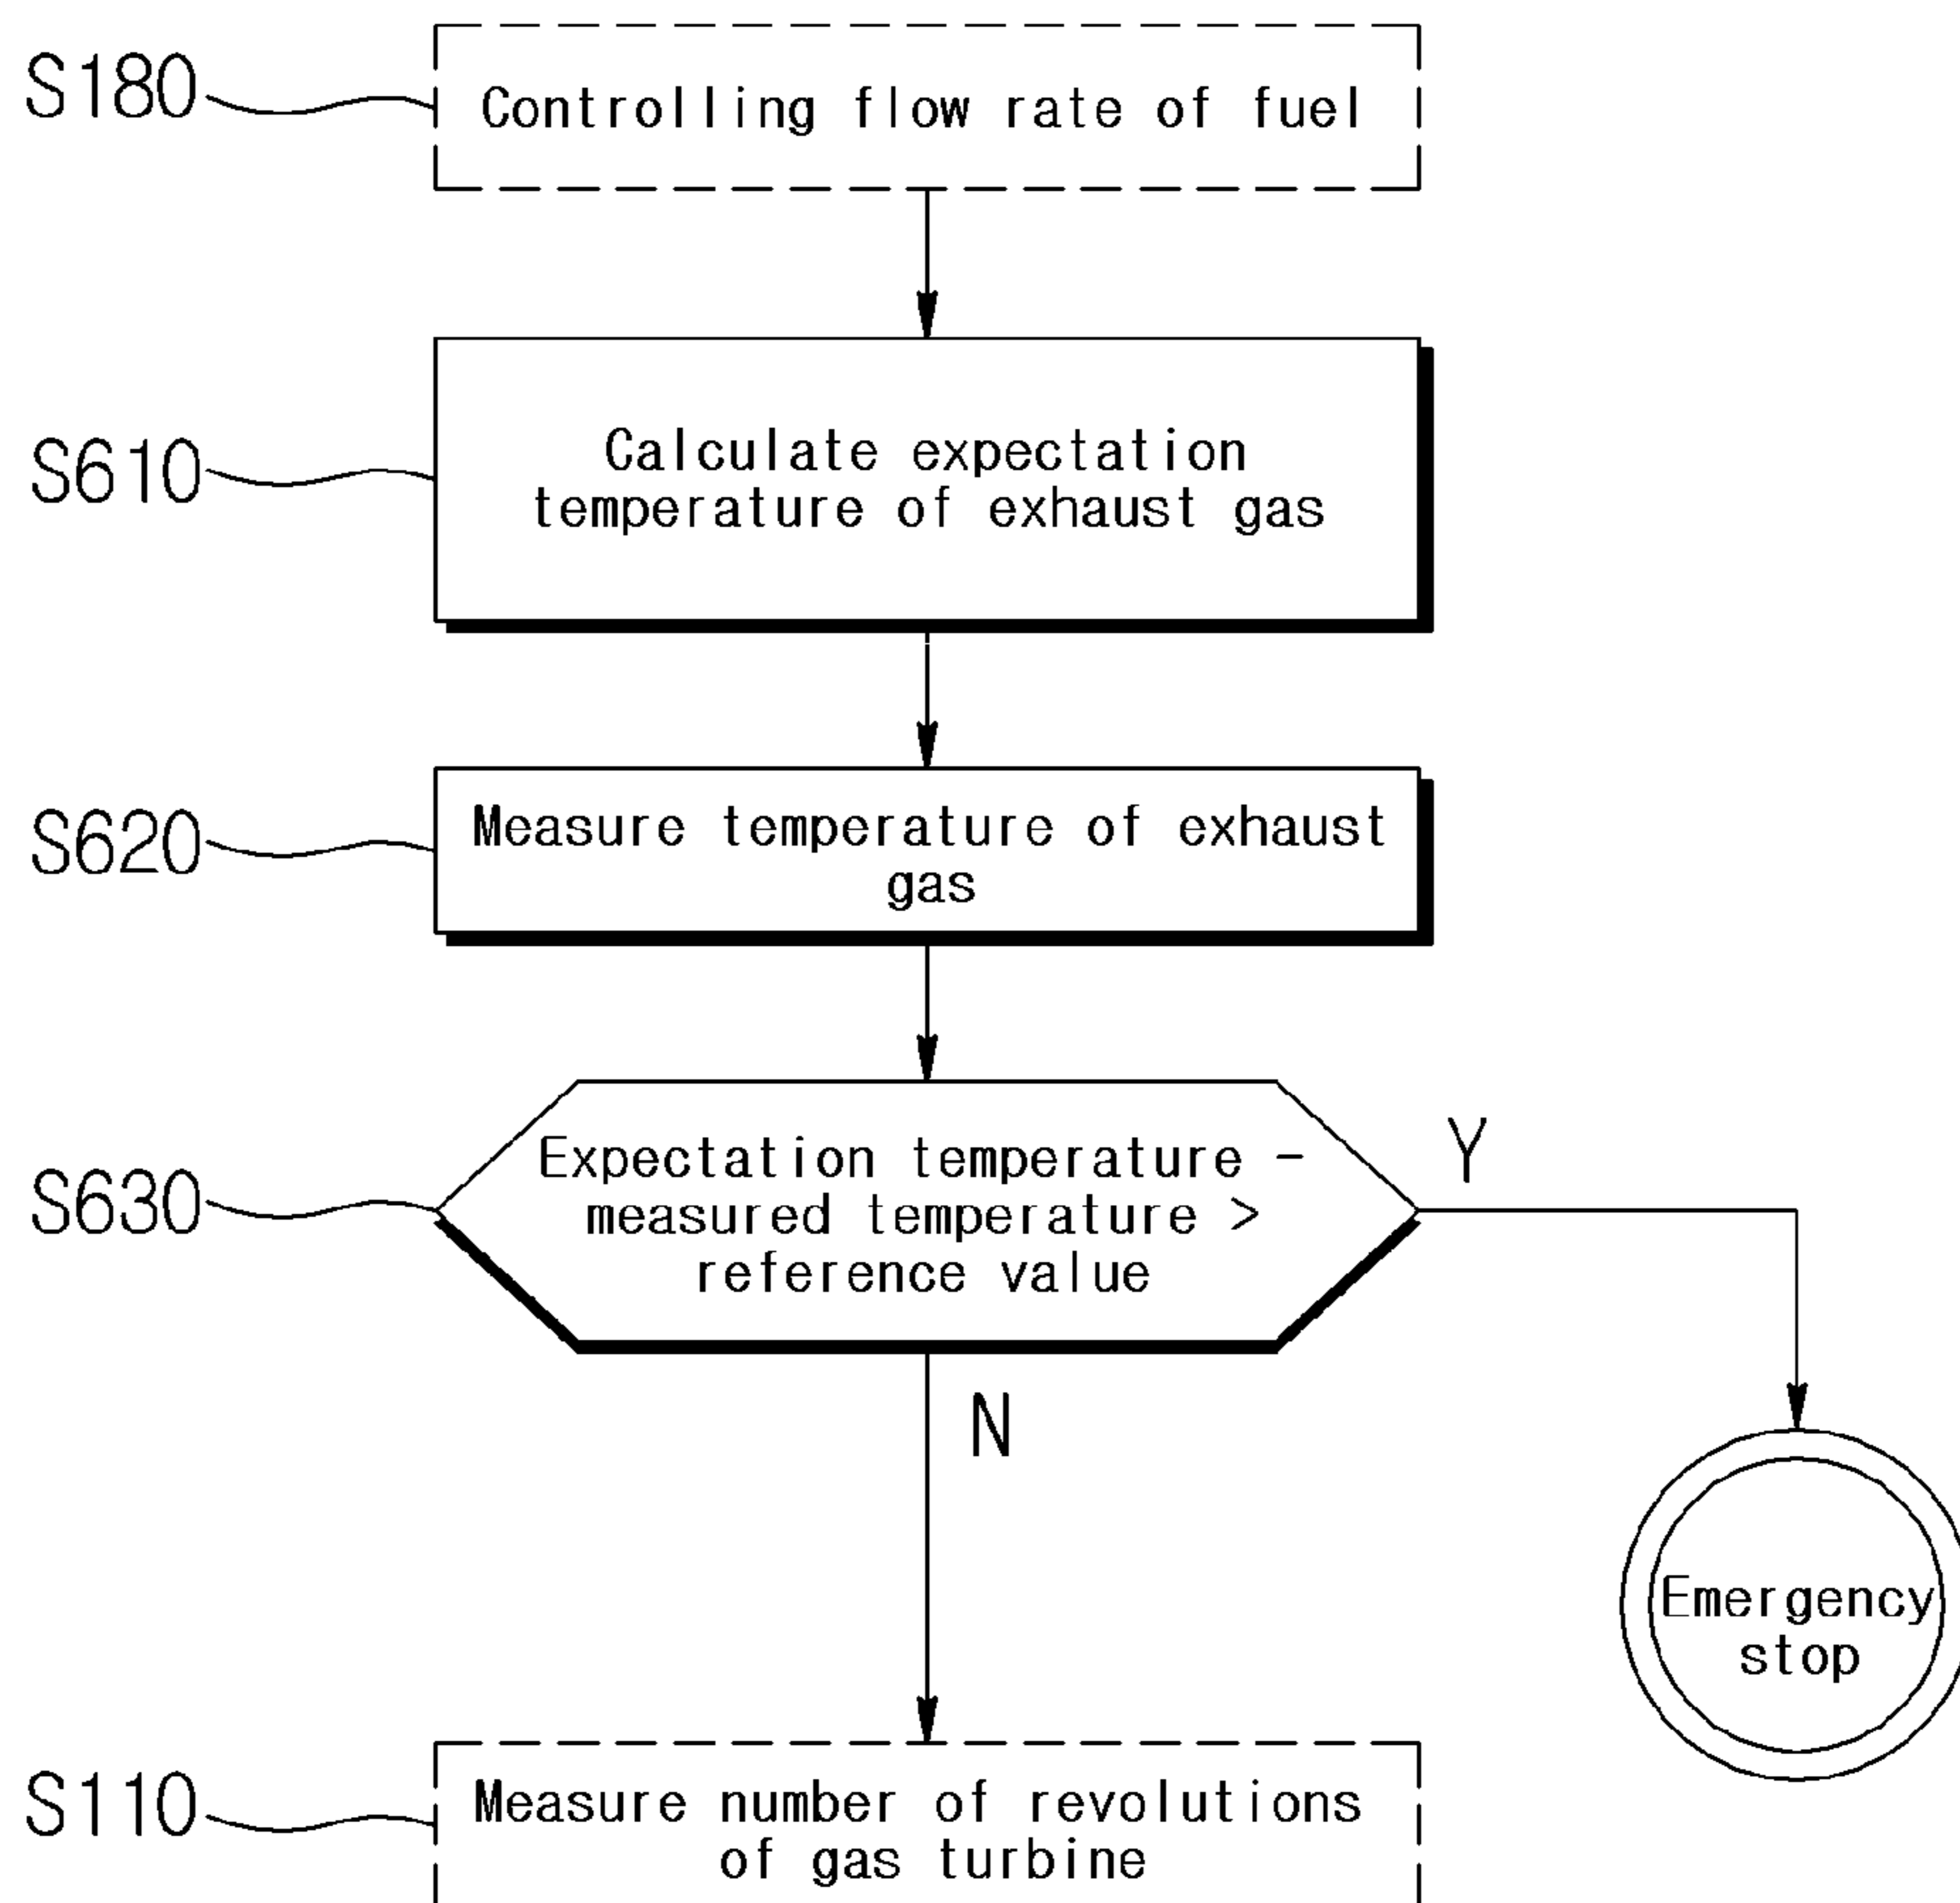 S180
Controlling flow rate of fuel
S610
Calculate expectation
temperature of exhaust gas
S620
Measure temperature of exhaust
gas
S630
Expectation temperature -
measured temperature >
reference value
Y
N
Emergency
stop
S110
Measure number of revolutions
of gas turbine